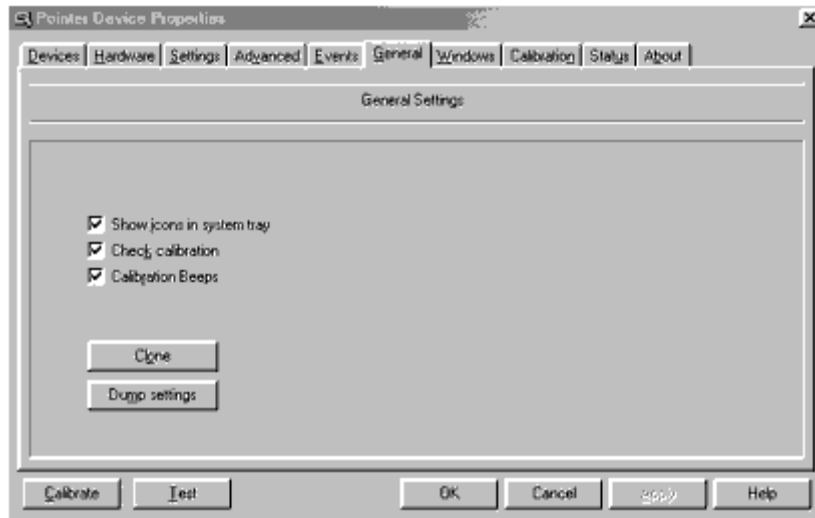 Pointer Device Properties
Devices Hardware Settings Advanced Events General Windows Calibration Status About
General Settings
Show icons in system tray
Check calibration
Calibration Beeps
Clone
Dump settings
Calibrate Test OK Cancel Apply Help